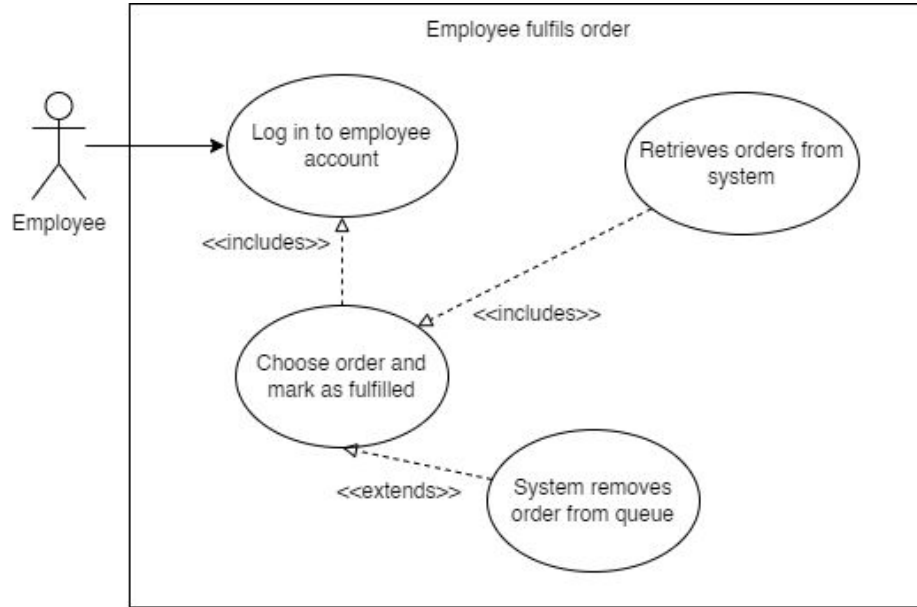 Employee fulfils order
Log in to employee
account
Retrieves orders from
system
Employee
<<includes>>
<<includes>>
Choose order and
mark as fulfilled
<<extends>>
System removes
order from queue